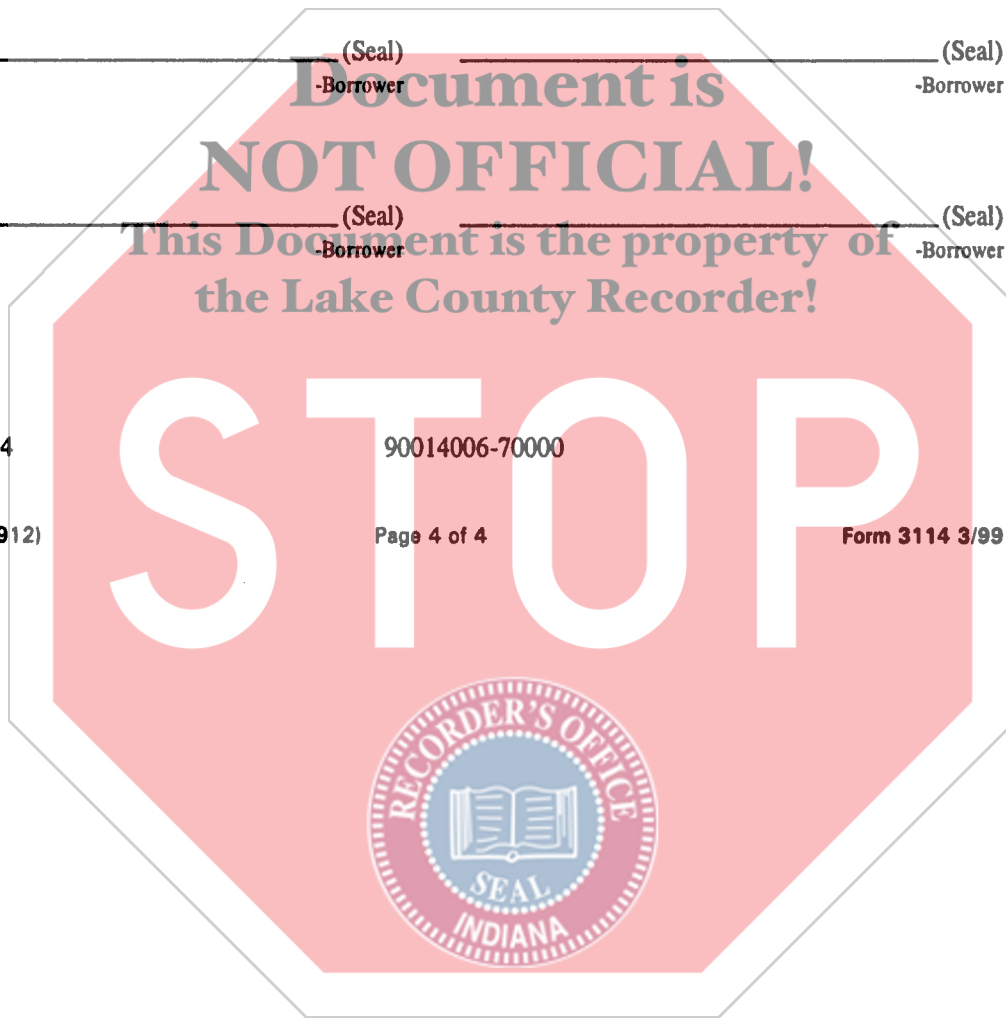 (Seal) (Seal)
Document is
-Borrower -Borrower
NOT OFFICIAL!
(Seal) (Seal)
This Document is the property of
-Borrower -Borrower
the Lake County Recorder!
STOP
4 90014006-70000
912) Page 4 of 4 Form 3114 3/99
RECORDER'S OFFICE
SEAL
INDIANA